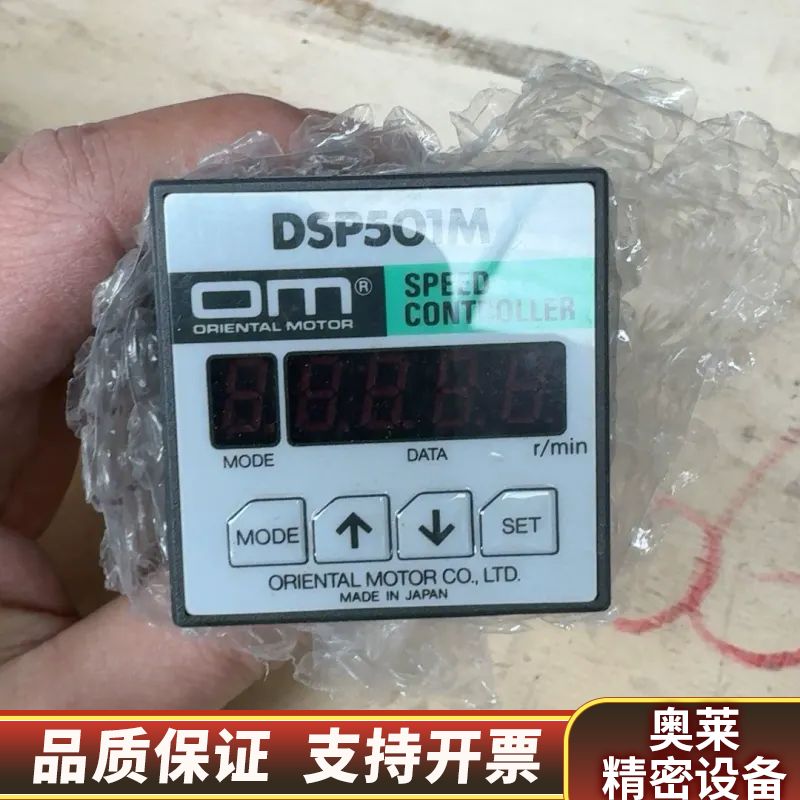 DSP501M
OM® SPEED CONTROLLER
ORIENTAL MOTOR
MODE DATA r/min
MODE ↑ ↓ SET
ORIENTAL MOTOR CO., LTD.
MADE IN JAPAN
品质保证 支持开票
奥莱
精密设备